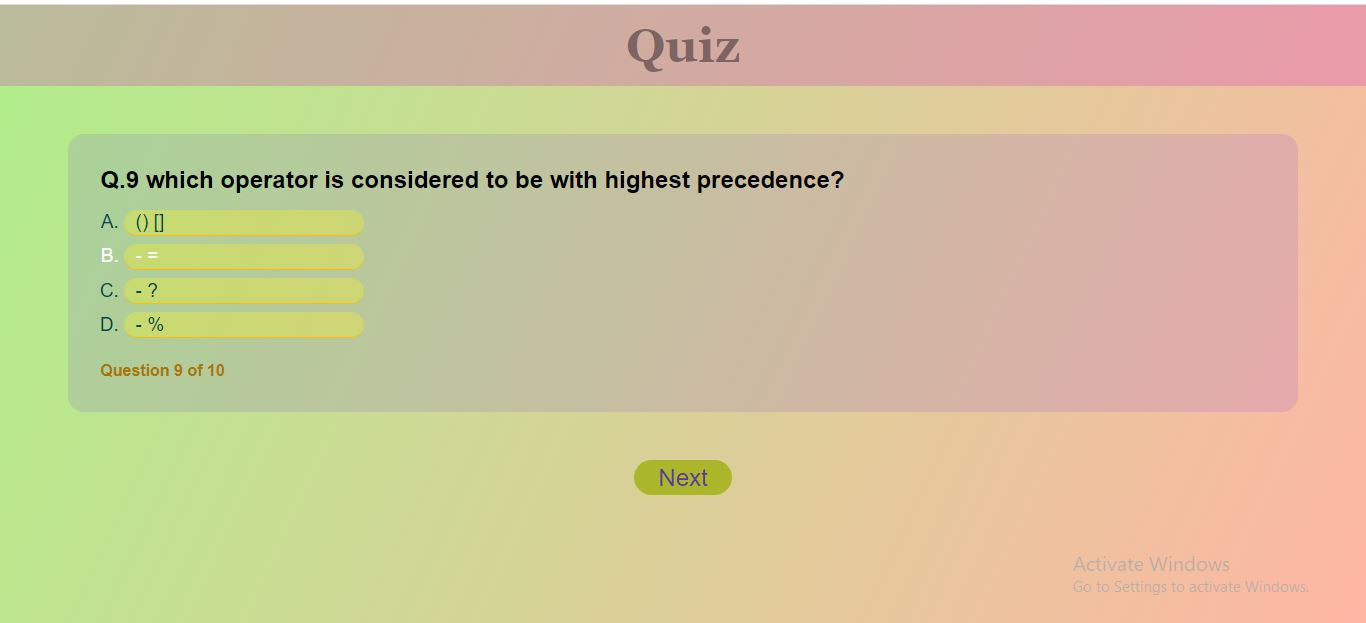 Quiz
Q.9 which operator is considered to be with highest precedence?
A. () []
B. - =
C. - ?
D. - %
Question 9 of 10
Next
Activate Windows
Go to Settings to activate Windows.